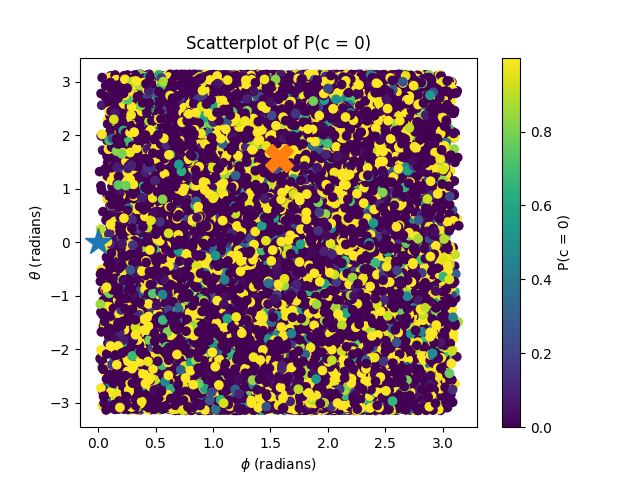 Scatterplot of P(c = 0)
3
2
1
0
−1
−2
−3
θ (radians)
0.0 0.5 1.0 1.5 2.0 2.5 3.0
ϕ (radians)
0.8
0.6
0.4
0.2
0.0
P(c = 0)